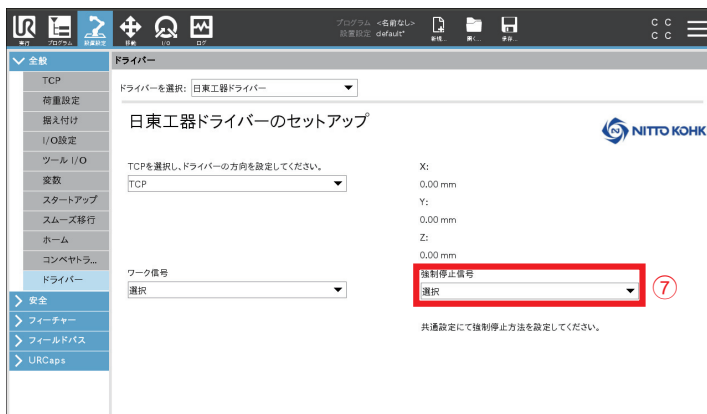 UR
実行
プログラム
設置設定
移動
I/O
ログ
プログラム <名前なし>
設置設定 default*
新規...
開く...
保存...
C C
C C
全般
ドライバー
TCP
荷重設定
据え付け
I/O設定
ツール I/O
変数
スタートアップ
スムーズ移行
ホーム
コンベヤトラ...
ドライバー
安全
フィーチャー
フィールドバス
URCaps
ドライバーを選択: 日東工器ドライバー
日東工器ドライバーのセットアップ
NITTO KOHK
TCPを選択し、ドライバーの方向を設定してください。
TCP
X:
0.00 mm
Y:
0.00 mm
Z:
0.00 mm
ワーク信号
選択
強制停止信号
選択
⑦
共通設定にて強制停止方法を設定してください。